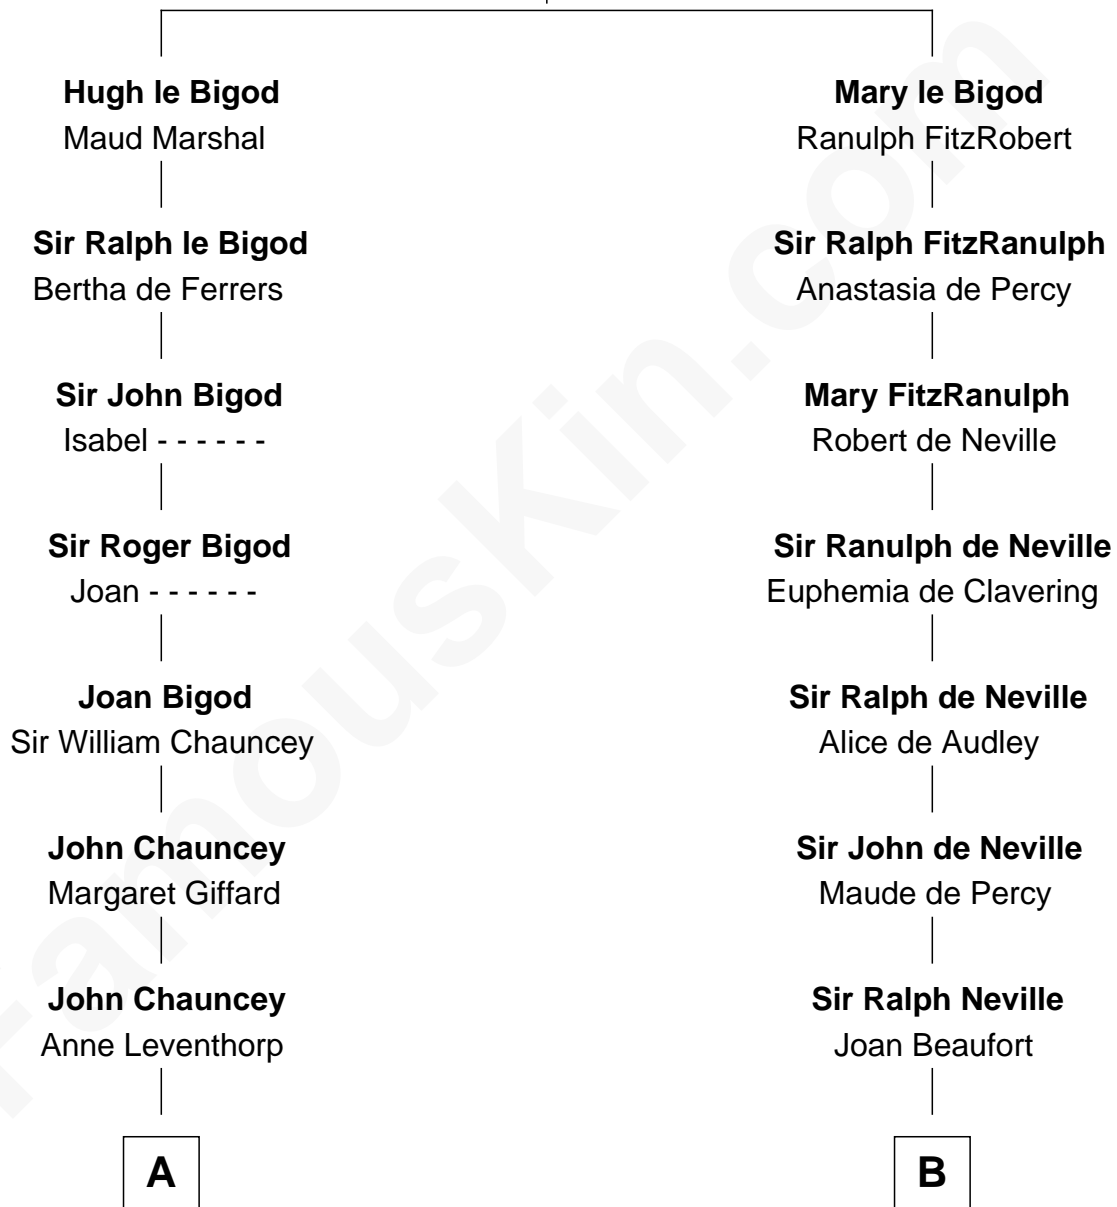 Hugh le Bigod
Maud Marshal
Mary le Bigod
Ranulph FitzRobert
Sir Ralph le Bigod
Bertha de Ferrers
Sir Ralph FitzRanulph
Anastasia de Percy
Sir John Bigod
Isabel - - - - - -
Mary FitzRanulph
Robert de Neville
Sir Roger Bigod
Joan - - - - - -
Sir Ranulph de Neville
Euphemia de Clavering
Joan Bigod
Sir William Chauncey
Sir Ralph de Neville
Alice de Audley
John Chauncey
Margaret Giffard
Sir John de Neville
Maude de Percy
John Chauncey
Anne Leventhorp
Sir Ralph Neville
Joan Beaufort
A
B
FamousKin.com